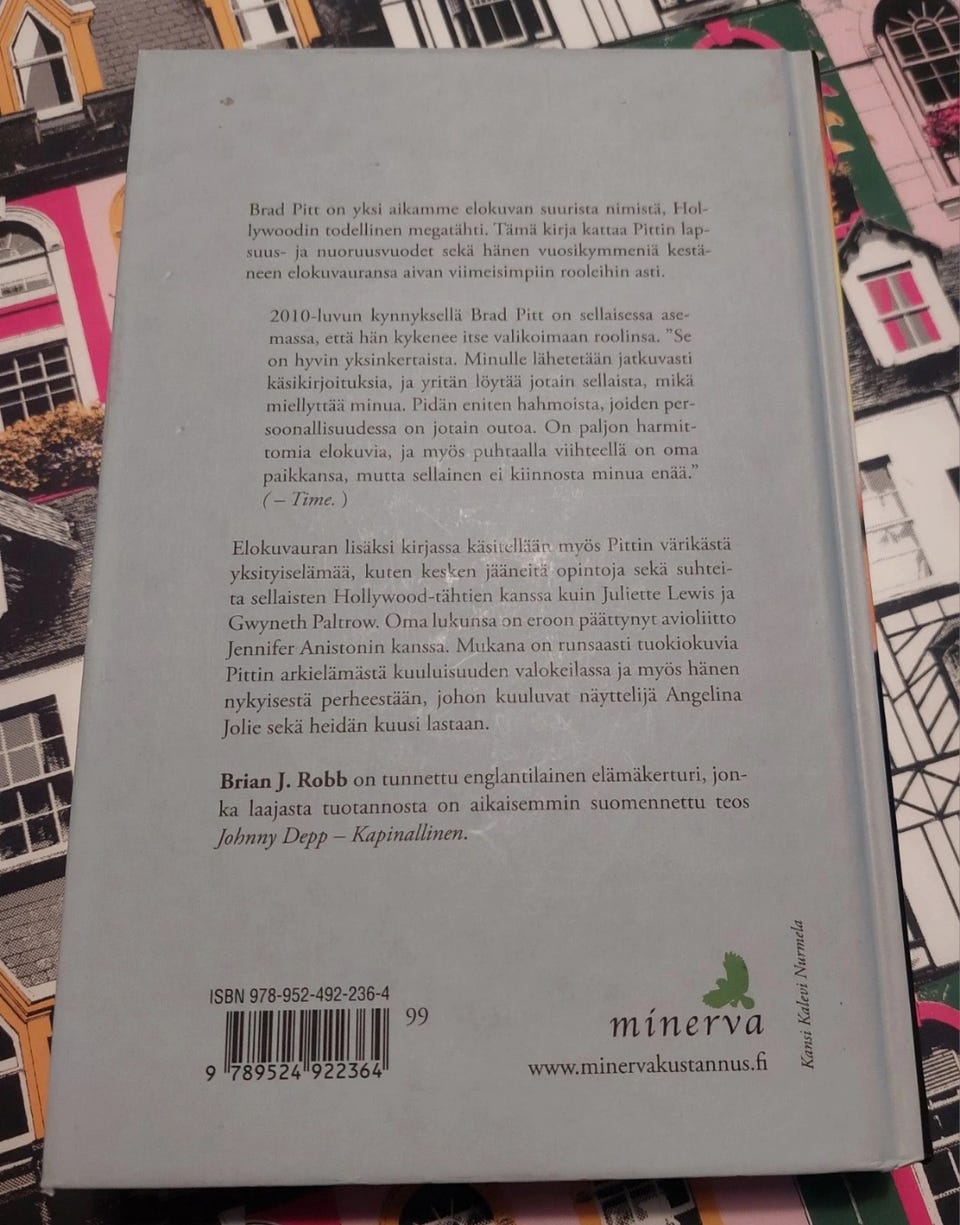 Brad Pitt on yksi aikamme elokuvan suurista nimistä, Hol-
lywoodin todellinen megatähti. Tämä kirja kattaa Pittin lap-
suus- ja nuoruusvuodet sekä hänen vuosikymmeniä kestä-
neen elokuvauransa aivan viimeisimpiin rooleihin asti.
2010-luvun kynnyksellä Brad Pitt on sellaisessa ase-
massa, että hän kykenee itse valikoimaan roolinsa. ”Se
on hyvin yksinkertaista. Minulle lähetetään jatkuvasti
käsikirjoituksia, ja yritän löytää jotain sellaista, mikä
miellyttää minua. Pidän eniten hahmoista, joiden per-
soonallisuudessa on jotain outoa. On paljon harmit-
tomia elokuvia, ja myös puhtaalla viihteellä on oma
paikkansa, mutta sellainen ei kiinnosta minua enää.”
( – Time. )
Elokuvauran lisäksi kirjassa käsitellään myös Pittin värikästä
yksityiselämää, kuten kesken jääneitä opintoja sekä suhtei-
ta sellaisten Hollywood-tähtien kanssa kuin Juliette Lewis ja
Gwyneth Paltrow. Oma lukunsa on eroon päättynyt avioliitto
Jennifer Anistonin kanssa. Mukana on runsaasti tuokiokuvia
Pittin arkielämästä kuuluisuuden valokeilassa ja myös hänen
nykyisestä perheestään, johon kuuluvat näyttelijä Angelina
Jolie sekä heidän kuusi lastaan.
Brian J. Robb on tunnettu englantilainen elämäkerturi, jon-
ka laajasta tuotannosta on aikaisemmin suomennettu teos
Johnny Depp – Kapinallinen.
ISBN 978-952-492-236-4
99
9 789524 922364
minerva
www.minervakustannus.fi
Kansi Kalevi Nurmela